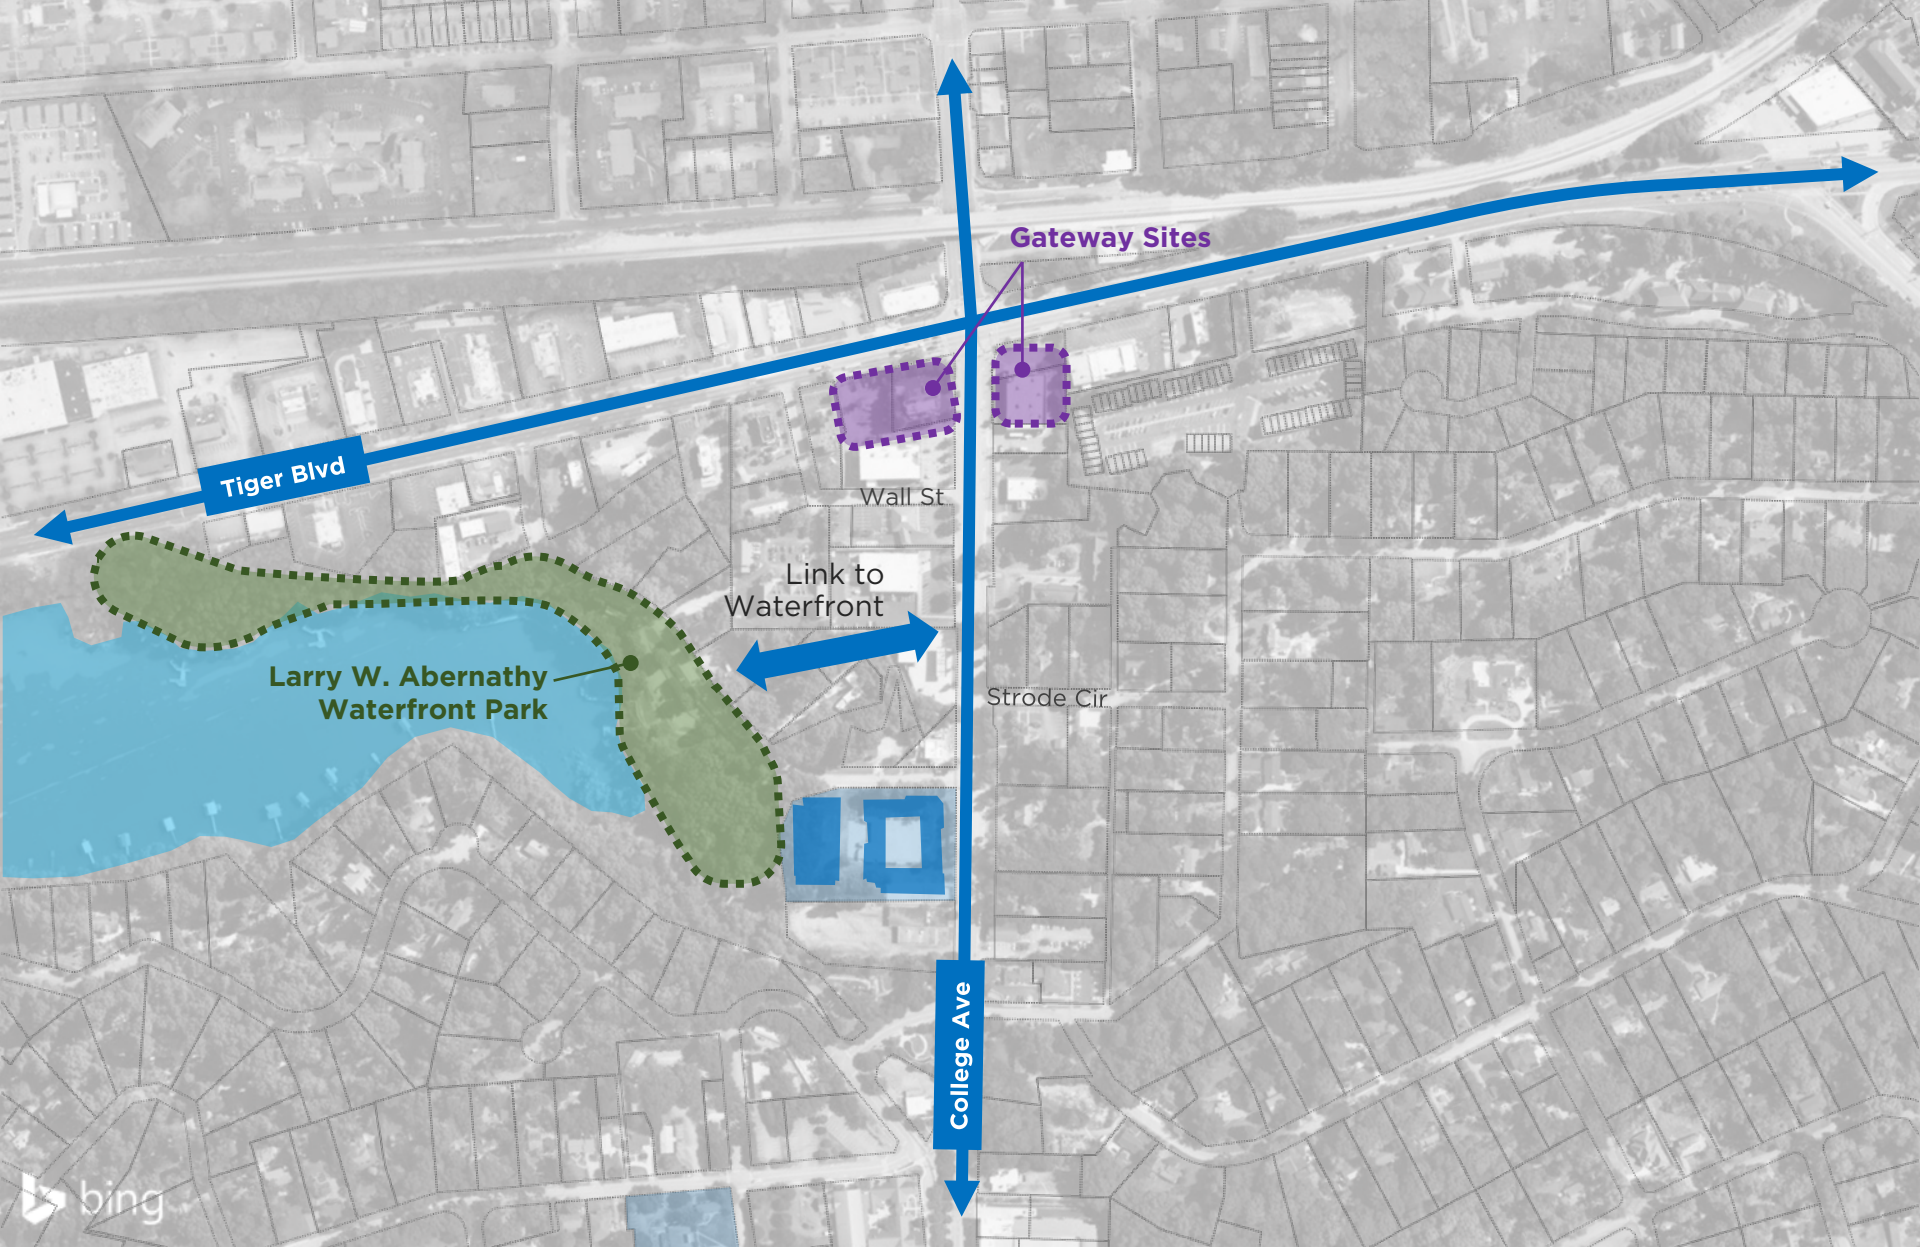 Gateway Sites
Tiger Blvd
Wall St
Link to
Waterfront
Larry W. Abernathy
Waterfront Park
Strode Cir
College Ave
bing